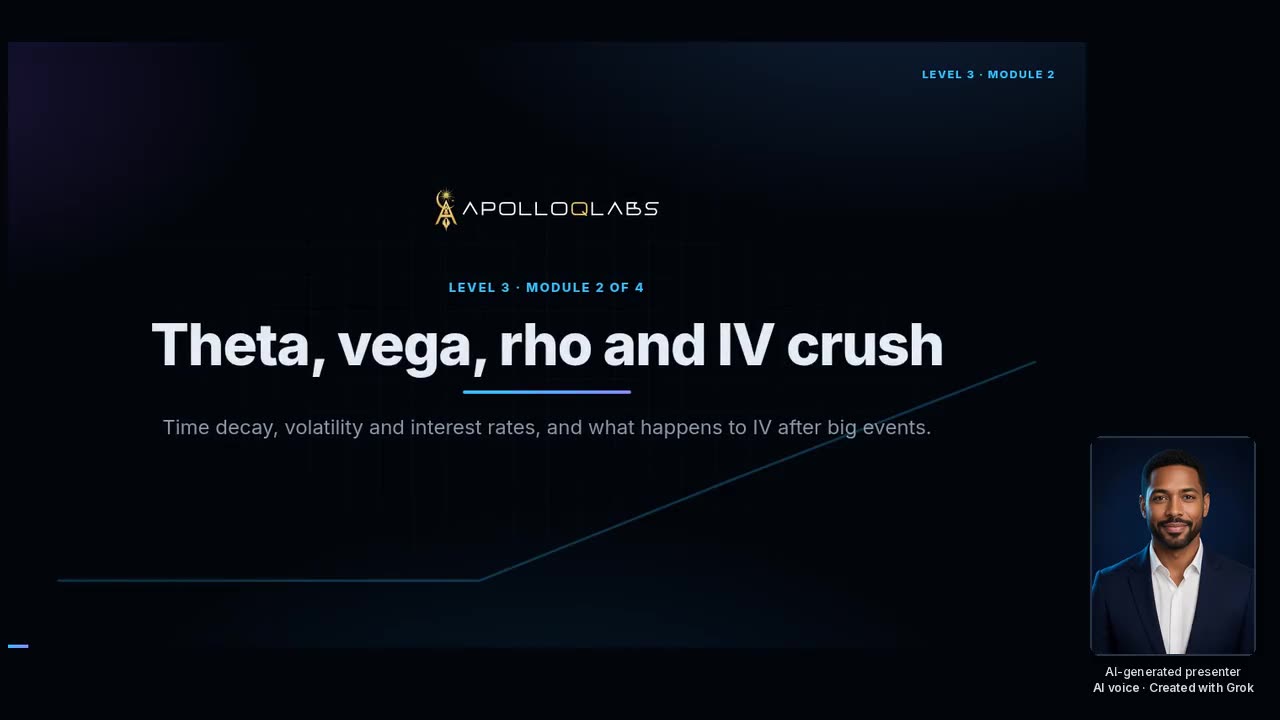 LEVEL 3 · MODULE 2
APOLLOQLABS
LEVEL 3 · MODULE 2 OF 4
Theta, vega, rho and IV crush
Time decay, volatility and interest rates, and what happens to IV after big events.
AI-generated presenter
AI voice · Created with Grok